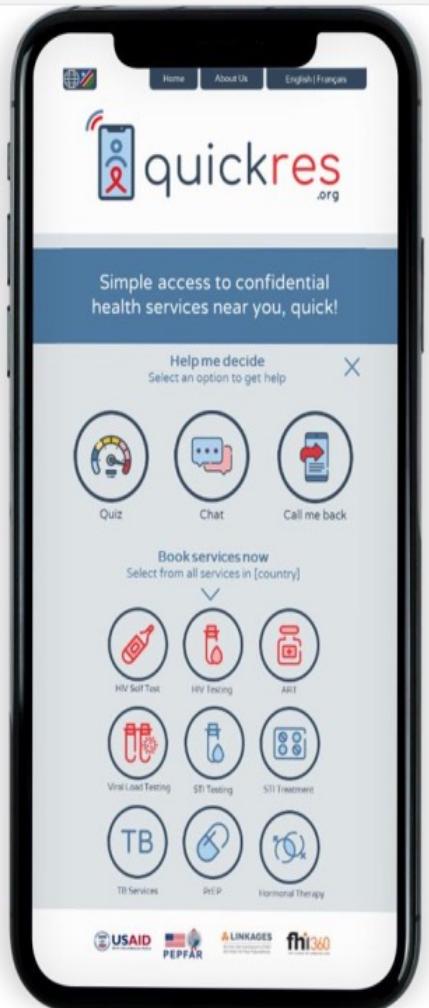 Home About Us English | Français
quickres
.org
Simple access to confidential
health services near you, quick!
Help me decide
Select an option to get help
Quiz Chat Call me back
Book services now
Select from all services in [country]
HIV Self Test HIV Testing ART
Viral Load Testing STI Testing STI Treatment
TB
TB Services PrEP Hormonal Therapy
USAID PEPFAR LINKAGES fhi360